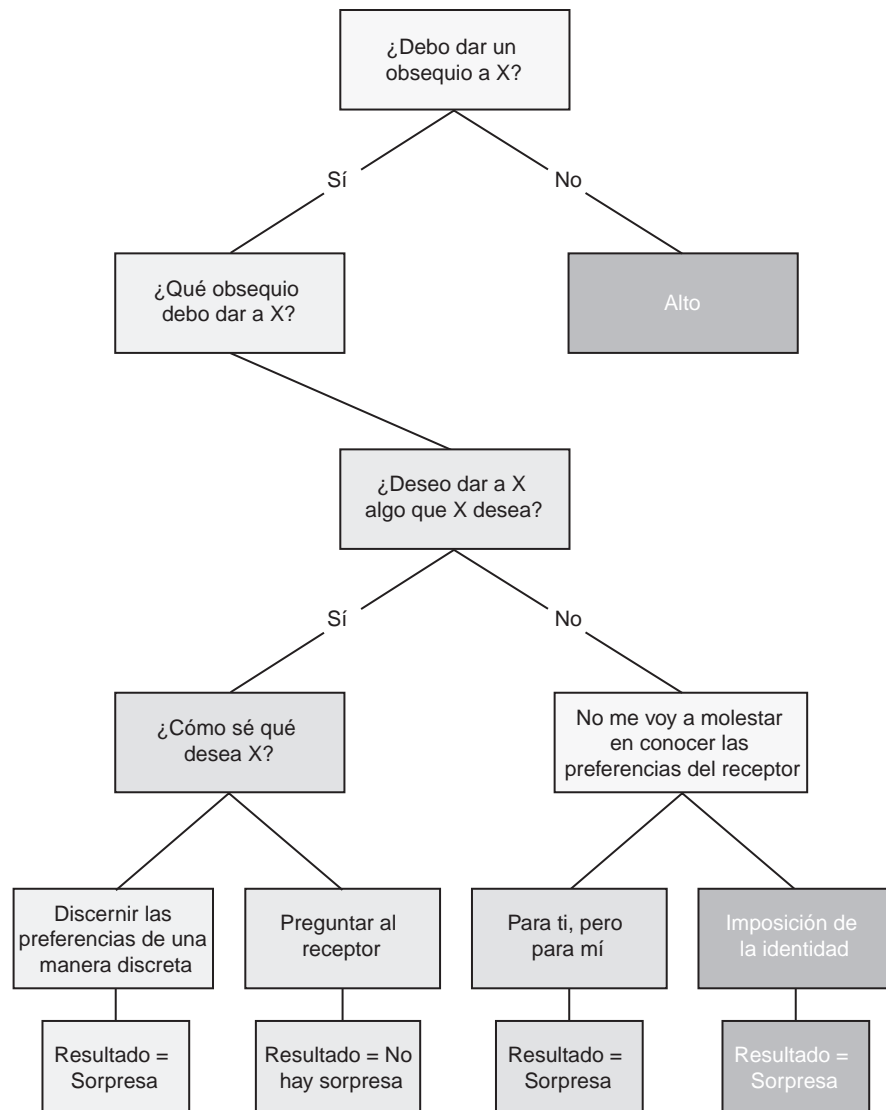 ¿Debo dar un
obsequio a X?
Sí
No
¿Qué obsequio
debo dar a X?
Alto
¿Deseo dar a X
algo que X desea?
Sí
No
¿Cómo sé qué
desea X?
No me voy a molestar
en conocer las
preferencias del receptor
Discernir las
preferencias de una
manera discreta
Preguntar al
receptor
Para ti, pero
para mí
Imposición de
la identidad
Resultado =
Sorpresa
Resultado = No
hay sorpresa
Resultado =
Sorpresa
Resultado =
Sorpresa